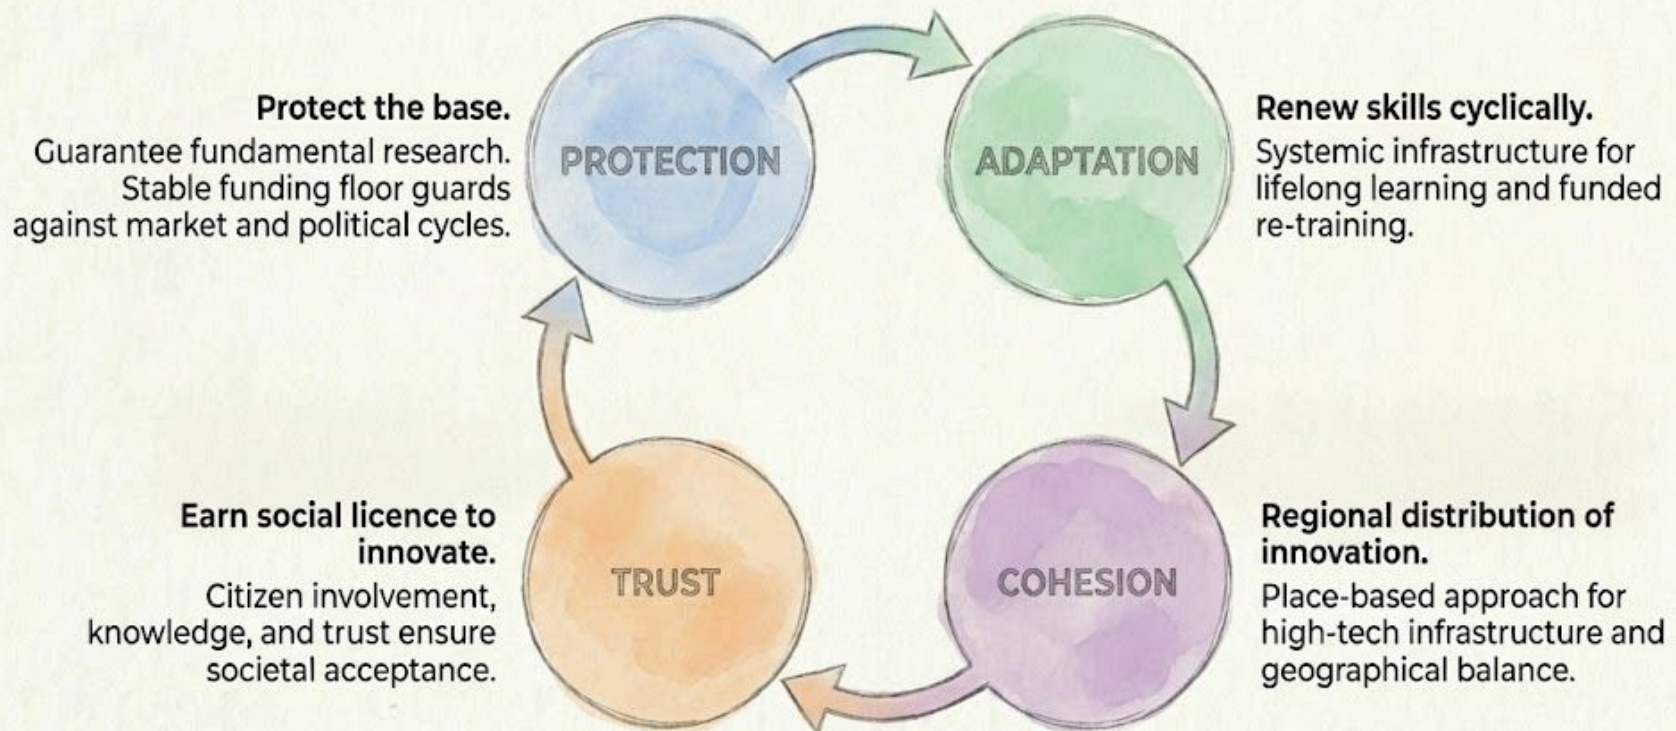 Protect the base.
Guarantee fundamental research.
Stable funding floor guards
against market and political cycles.
PROTECTION
ADAPTATION
Renew skills cyclically.
Systemic infrastructure for
lifelong learning and funded
re-training.
Earn social licence to
innovate.
Citizen involvement,
knowledge, and trust ensure
societal acceptance.
TRUST
COHESION
Regional distribution of
innovation.
Place-based approach for
high-tech infrastructure and
geographical balance.